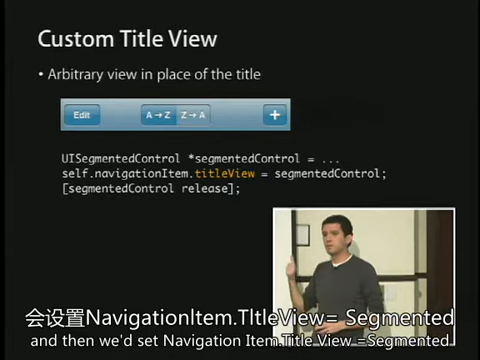 Custom Title View
• Arbitrary view in place of the title
Edit A→Z Z→A +
UISegmentedControl *segmentedControl = ...
self.navigationItem.titleView = segmentedControl;
[segmentedControl release];
会设置NavigationItem.TItleView= Segmented
and then we'd set Navigation Item.Title View =Segmented